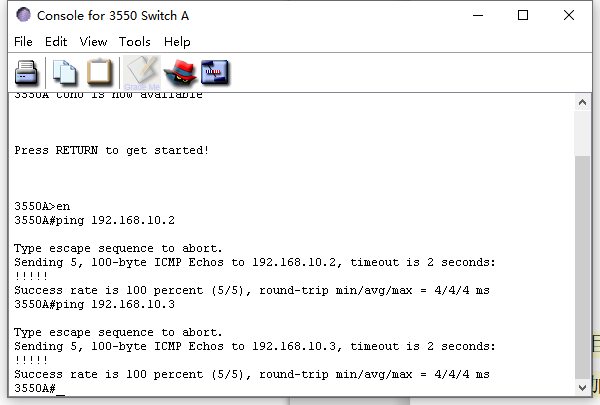 Console for 3550 Switch A
File Edit View Tools Help
Grade Me
3550A con0 is now available
Press RETURN to get started!
3550A>en
3550A#ping 192.168.10.2
Type escape sequence to abort.
Sending 5, 100-byte ICMP Echos to 192.168.10.2, timeout is 2 seconds:
!!!!!
Success rate is 100 percent (5/5), round-trip min/avg/max = 4/4/4 ms
3550A#ping 192.168.10.3
Type escape sequence to abort.
Sending 5, 100-byte ICMP Echos to 192.168.10.3, timeout is 2 seconds:
!!!!!
Success rate is 100 percent (5/5), round-trip min/avg/max = 4/4/4 ms
3550A#_